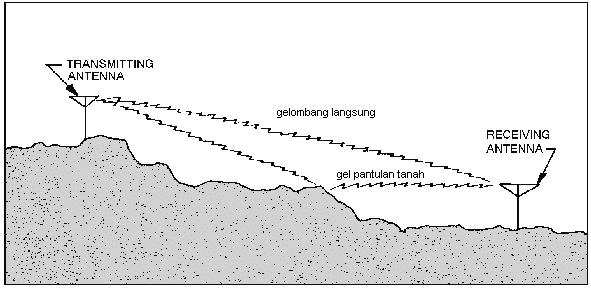 TRANSMITTING
ANTENNA
gelombang langsung
RECEIVING
ANTENNA
gel pantulan tanah